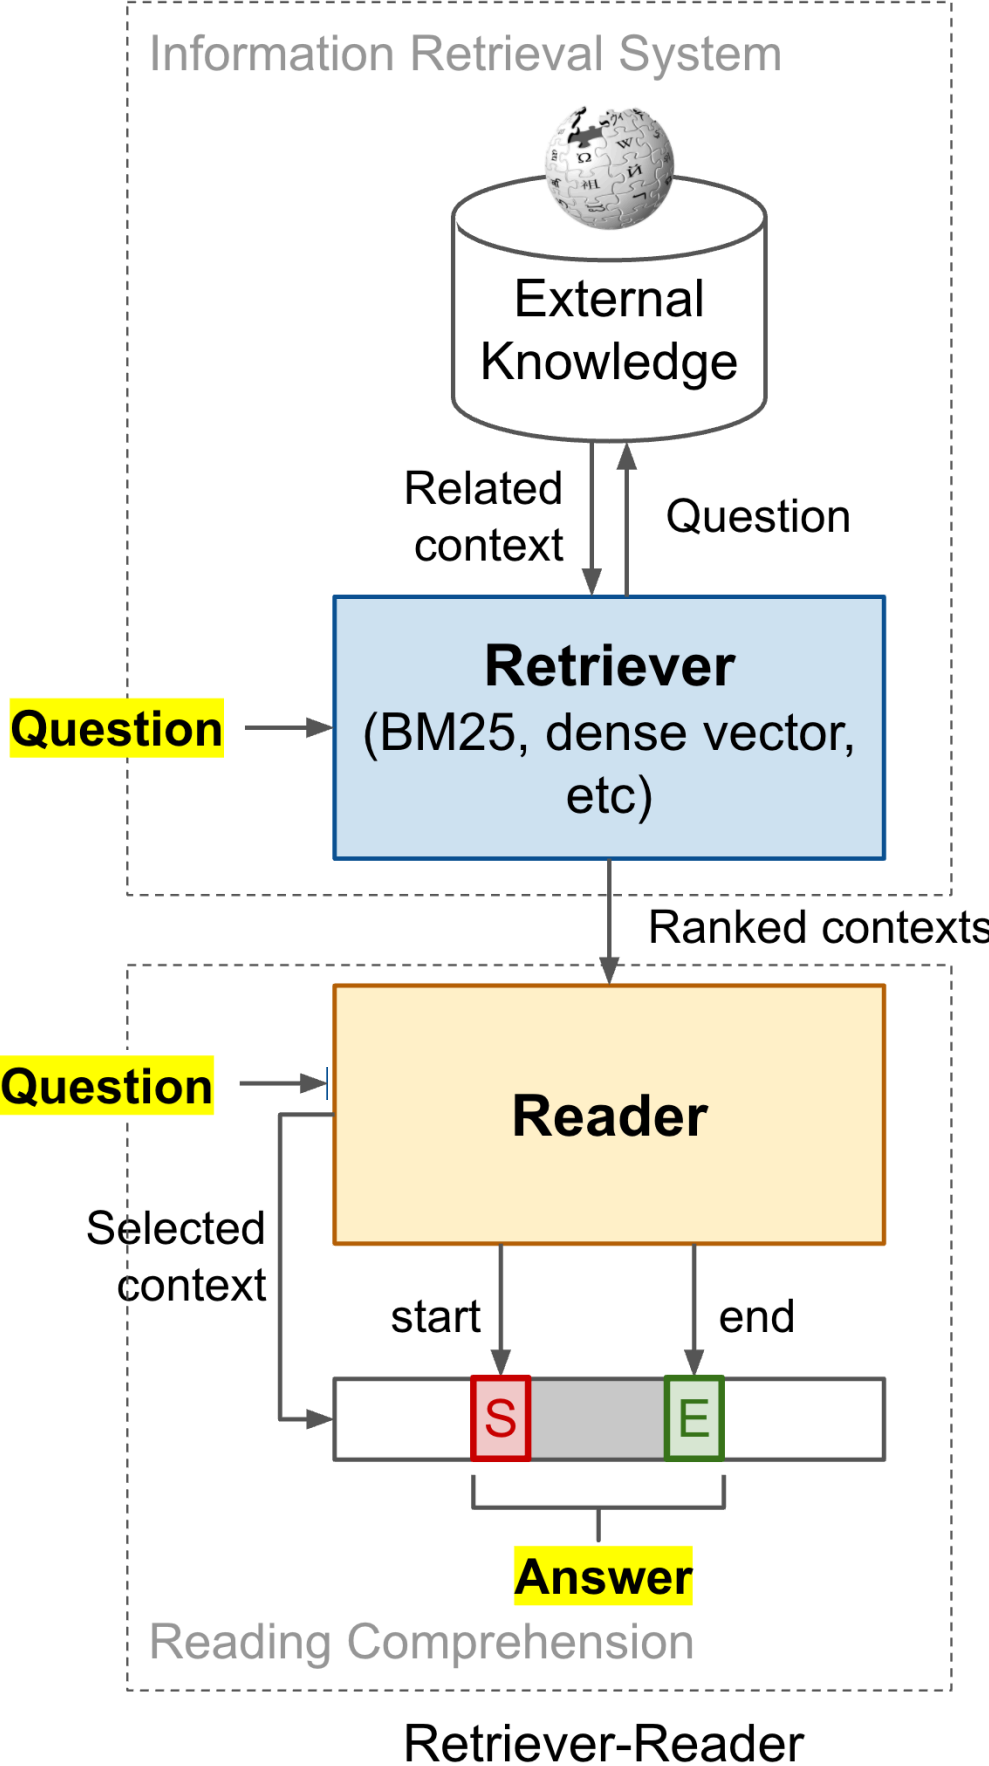 Information Retrieval System
External
Knowledge
Related
context
Question
Retriever
(BM25, dense vector,
etc)
Question
Ranked contexts
Question
Reader
Selected
context
start
end
S
E
Answer
Reading Comprehension
Retriever-Reader